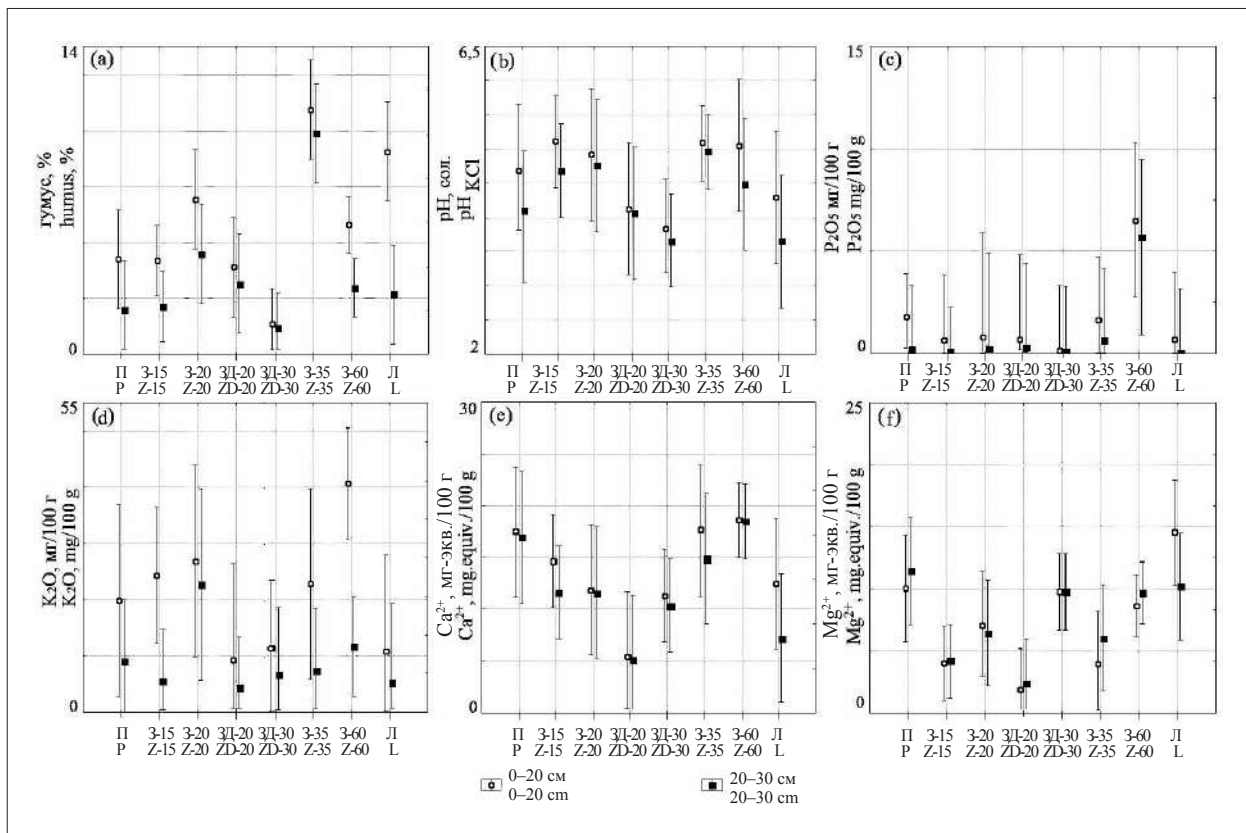 (a)
14
0
гумус, %
humus, %
П З-15 З-20 ЗД-20 ЗД-30 З-35 З-60 Л
P Z-15 Z-20 ZD-20 ZD-30 Z-35 Z-60 L
(b)
6,5
2
pH, сол.
pH KCl
П З-15 З-20 ЗД-20 ЗД-30 З-35 З-60 Л
P Z-15 Z-20 ZD-20 ZD-30 Z-35 Z-60 L
(c)
15
0
P₂O₅ мг/100 г
P₂O₅ mg/100 g
П З-15 З-20 ЗД-20 ЗД-30 З-35 З-60 Л
P Z-15 Z-20 ZD-20 ZD-30 Z-35 Z-60 L
(d)
55
0
K₂O, мг/100 г
K₂O, mg/100 g
П З-15 З-20 ЗД-20 ЗД-30 З-35 З-60 Л
P Z-15 Z-20 ZD-20 ZD-30 Z-35 Z-60 L
(e)
30
0
Ca²⁺, мг-экв./100 г
Ca²⁺, mg.equiv./100 g
П З-15 З-20 ЗД-20 ЗД-30 З-35 З-60 Л
P Z-15 Z-20 ZD-20 ZD-30 Z-35 Z-60 L
(f)
25
0
Mg²⁺, мг-экв./100 г
Mg²⁺, mg.equiv./100 g
П З-15 З-20 ЗД-20 ЗД-30 З-35 З-60 Л
P Z-15 Z-20 ZD-20 ZD-30 Z-35 Z-60 L
0–20 см
0–20 cm
20–30 см
20–30 cm